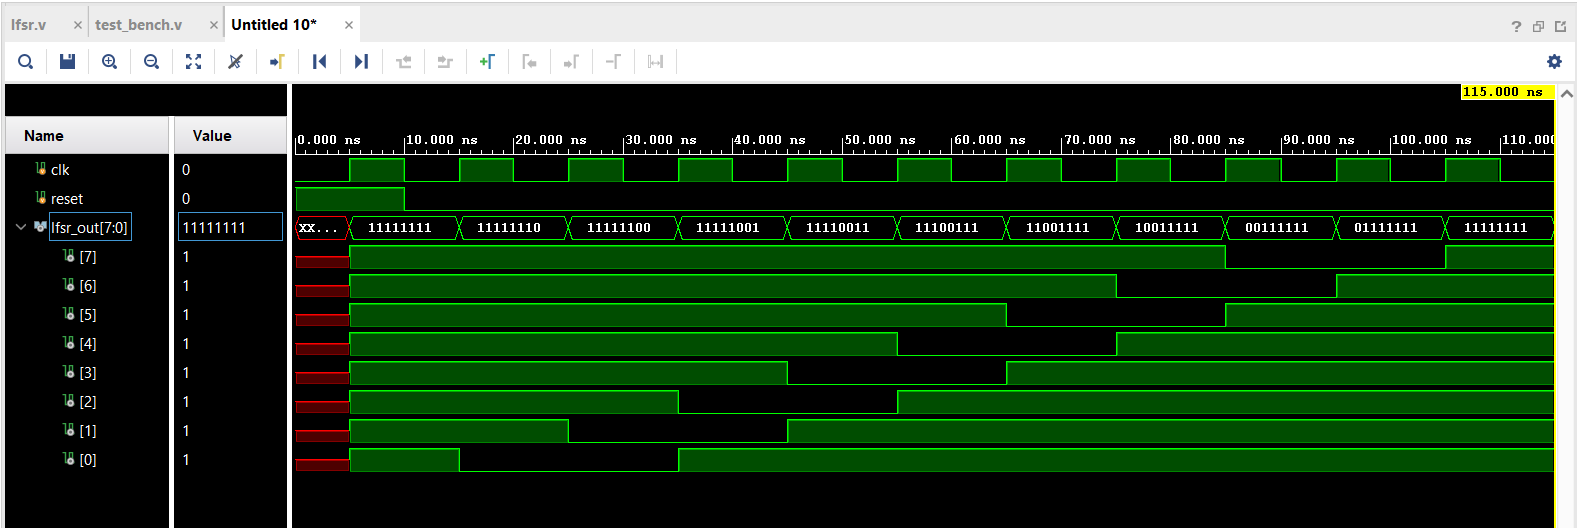 lfsr.v × test_bench.v × Untitled 10* × ?
115.000 ns
Name Value
0.000 ns 10.000 ns 20.000 ns 30.000 ns 40.000 ns 50.000 ns 60.000 ns 70.000 ns 80.000 ns 90.000 ns 100.000 ns 110.00
clk 0
reset 0
lfsr_out[7:0] 11111111 XX... 11111111 11111110 11111100 11111001 11110011 11100111 11001111 10011111 00111111 01111111 11111111
[7] 1
[6] 1
[5] 1
[4] 1
[3] 1
[2] 1
[1] 1
[0] 1